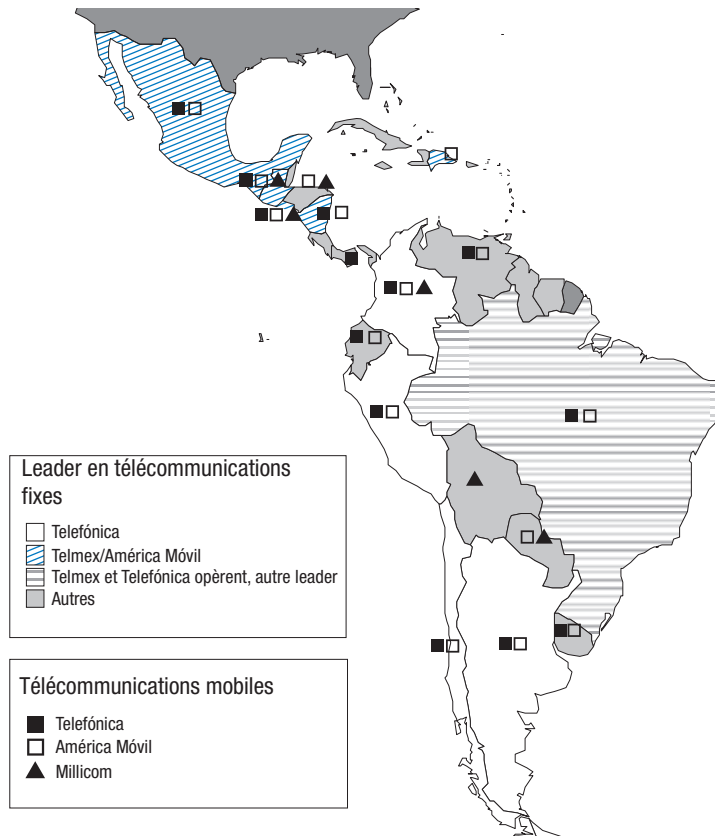 Leader en télécommunications
fixes
Telefónica
Telmex/América Móvil
Telmex et Telefónica opèrent, autre leader
Autres
Télécommunications mobiles
Telefónica
América Móvil
Millicom